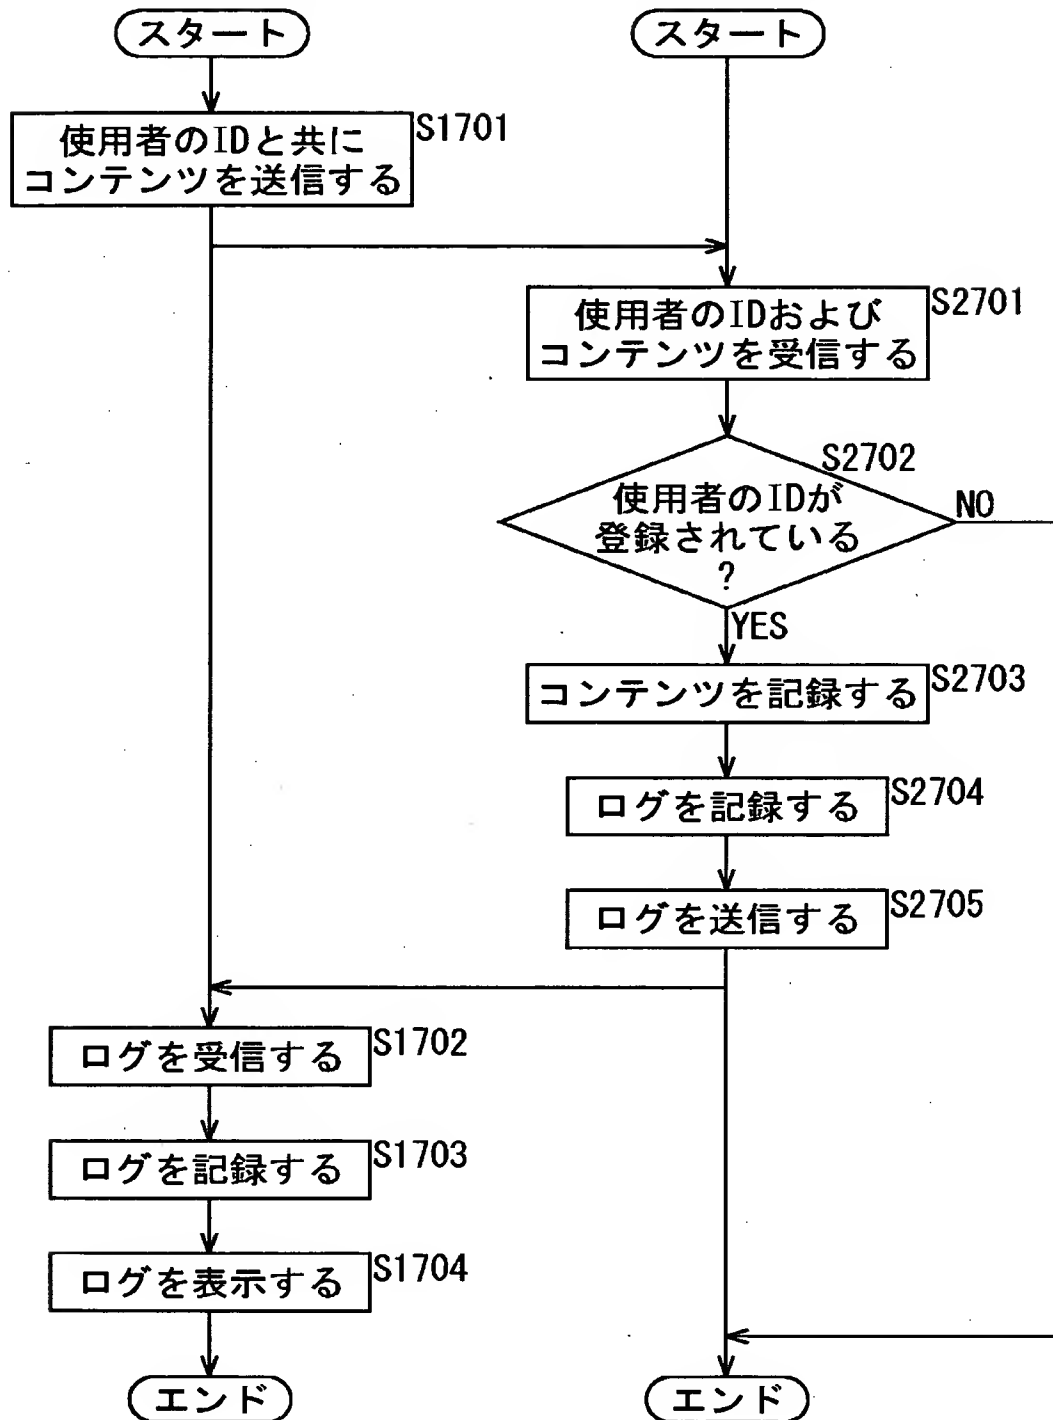 スタート
スタート
使用者のIDと共に
コンテンツを送信する
S1701
使用者のIDおよび
コンテンツを受信する
S2701
S2702
使用者のIDが
登録されている
?
NO
YES
コンテンツを記録する
S2703
ログを記録する
S2704
ログを送信する
S2705
ログを受信する
S1702
ログを記録する
S1703
ログを表示する
S1704
エンド
エンド